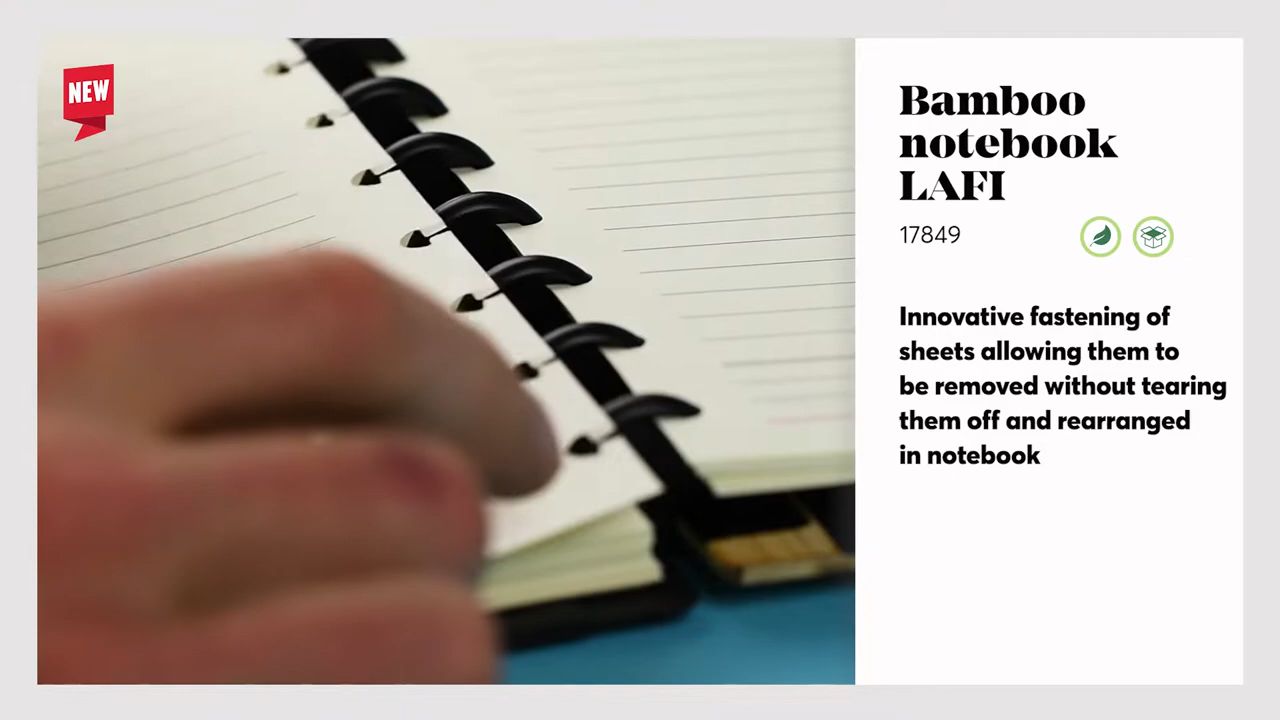 NEW
Bamboo
notebook
LAFI
17849
Innovative fastening of
sheets allowing them to
be removed without tearing
them off and rearranged
in notebook